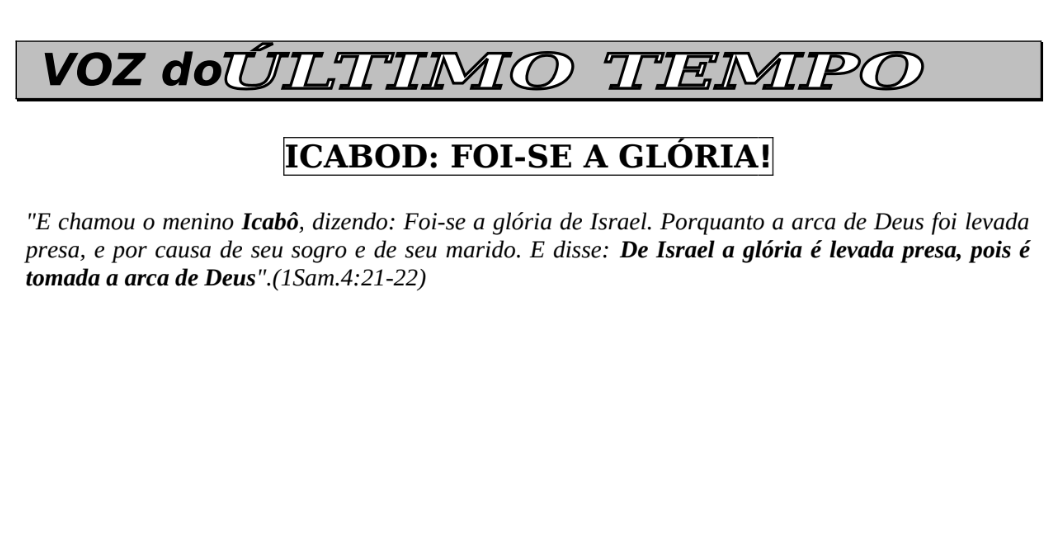 VOZ do ÚLTIMO TEMPO
ICABOD: FOI-SE A GLÓRIA!
"E chamou o menino Icabô, dizendo: Foi-se a glória de Israel. Porquanto a arca de Deus foi levada
presa, e por causa de seu sogro e de seu marido. E disse: De Israel a glória é levada presa, pois é
tomada a arca de Deus".(1Sam.4:21-22)